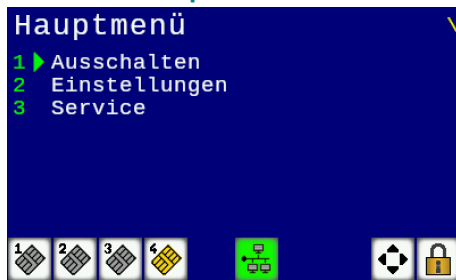 Hauptmenü
1 Ausschalten
2 Einstellungen
3 Service
1 2 3 4